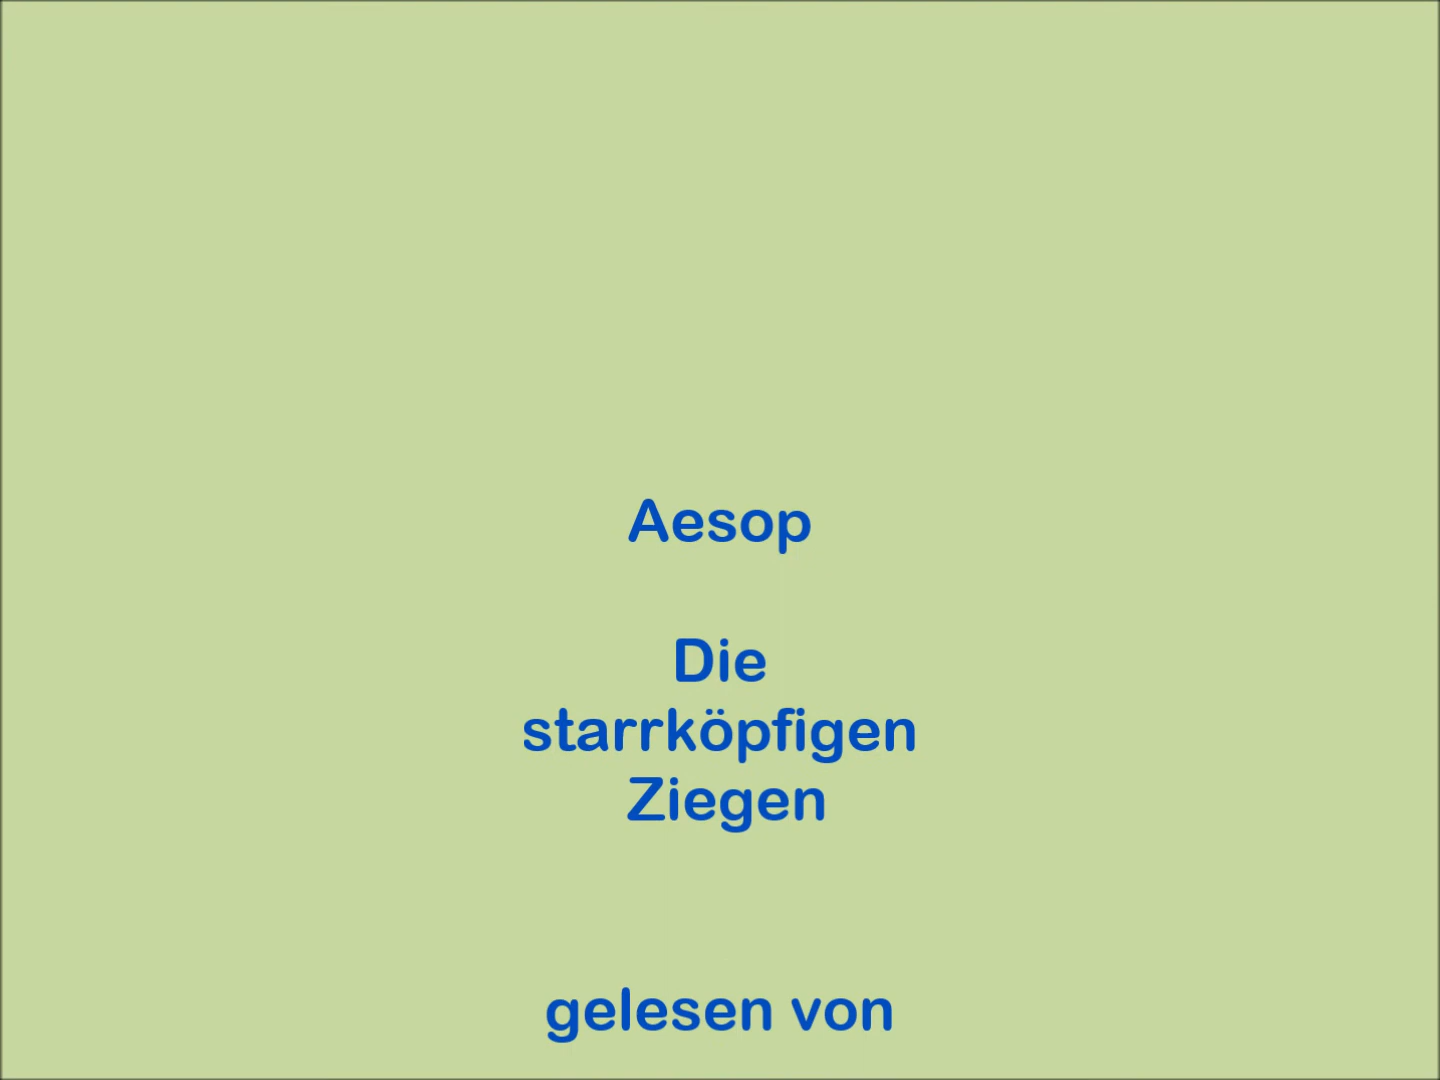 Aesop
Die
starrköpfigen
Ziegen
gelesen von